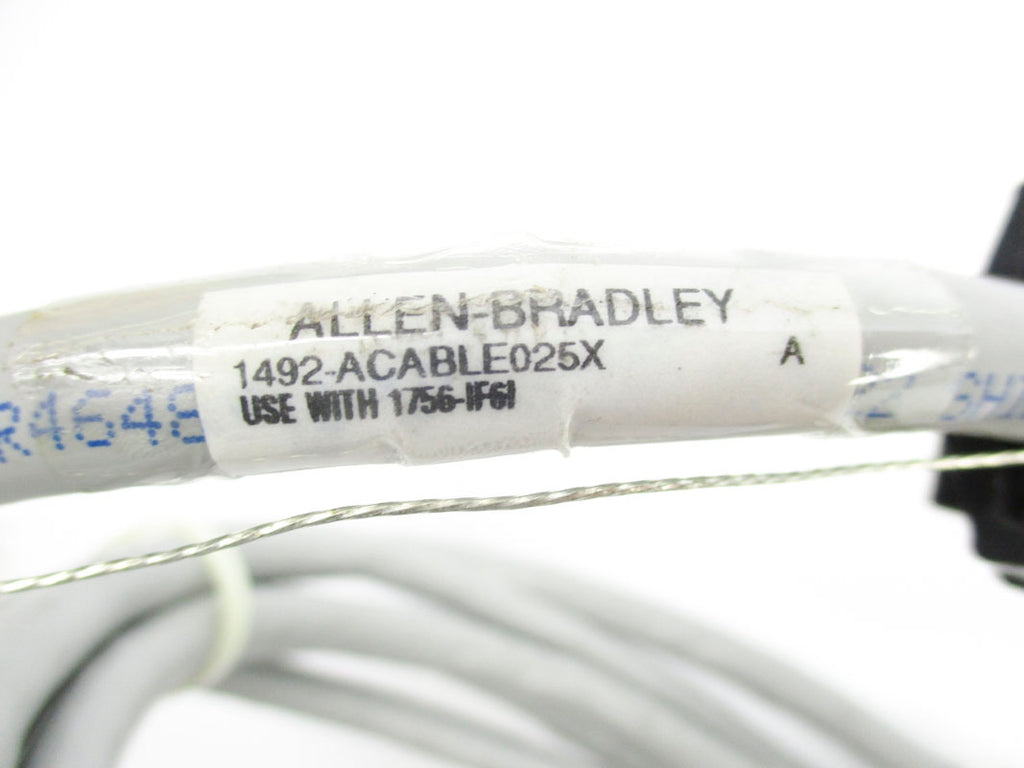 ALLEN-BRADLEY
1492-ACABLE025X A
USE WITH 1756-IF6I